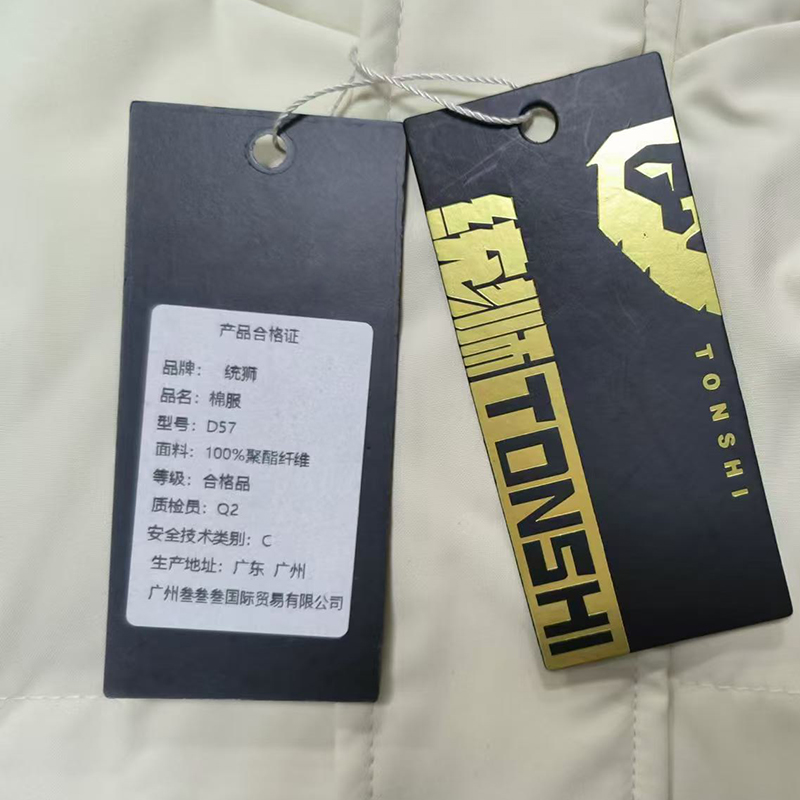 产品合格证
品牌： 统狮
品名：棉服
型号：D57
面料：100%聚酯纤维
等级：合格品
质检员：Q2
安全技术类别：C
生产地址：广东 广州
广州叁叁叁国际贸易有限公司
统狮TONSHI
TONSHI